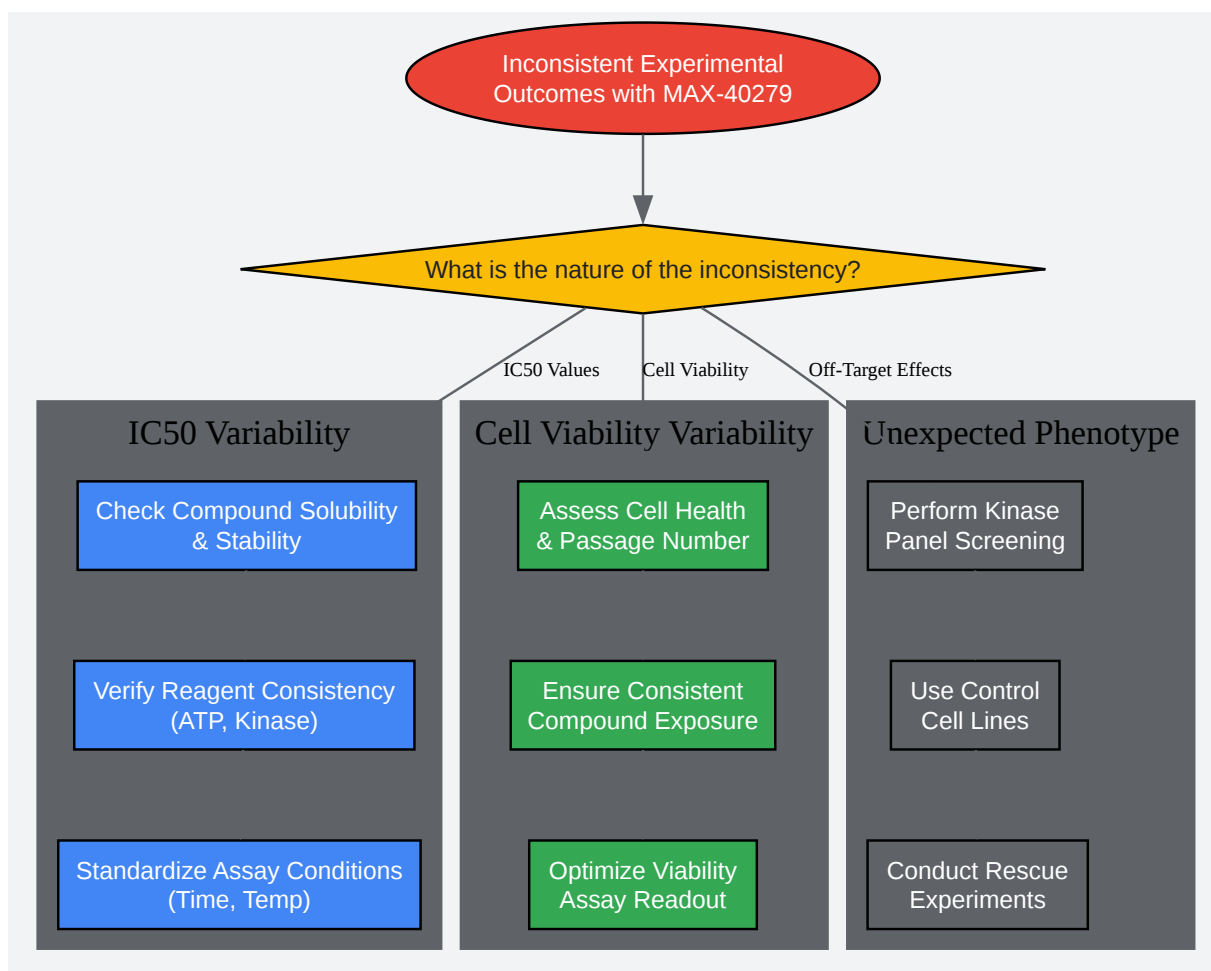 Inconsistent Experimental
Outcomes with MAX-40279
What is the nature of the inconsistency?
IC50 Values
Cell Viability
Off-Target Effects
IC50 Variability
Check Compound Solubility
& Stability
Verify Reagent Consistency
(ATP, Kinase)
Standardize Assay Conditions
(Time, Temp)
Cell Viability Variability
Assess Cell Health
& Passage Number
Ensure Consistent
Compound Exposure
Optimize Viability
Assay Readout
Unexpected Phenotype
Perform Kinase
Panel Screening
Use Control
Cell Lines
Conduct Rescue
Experiments